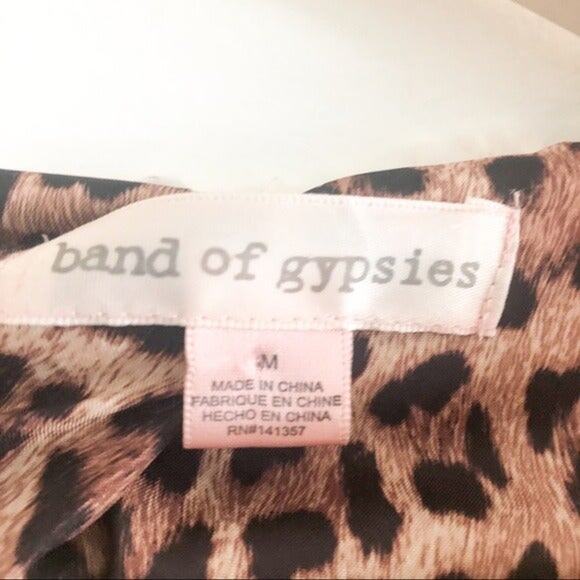 band of gypsies
M
MADE IN CHINA
FABRIQUE EN CHINE
HECHO EN CHINA
RN#141357